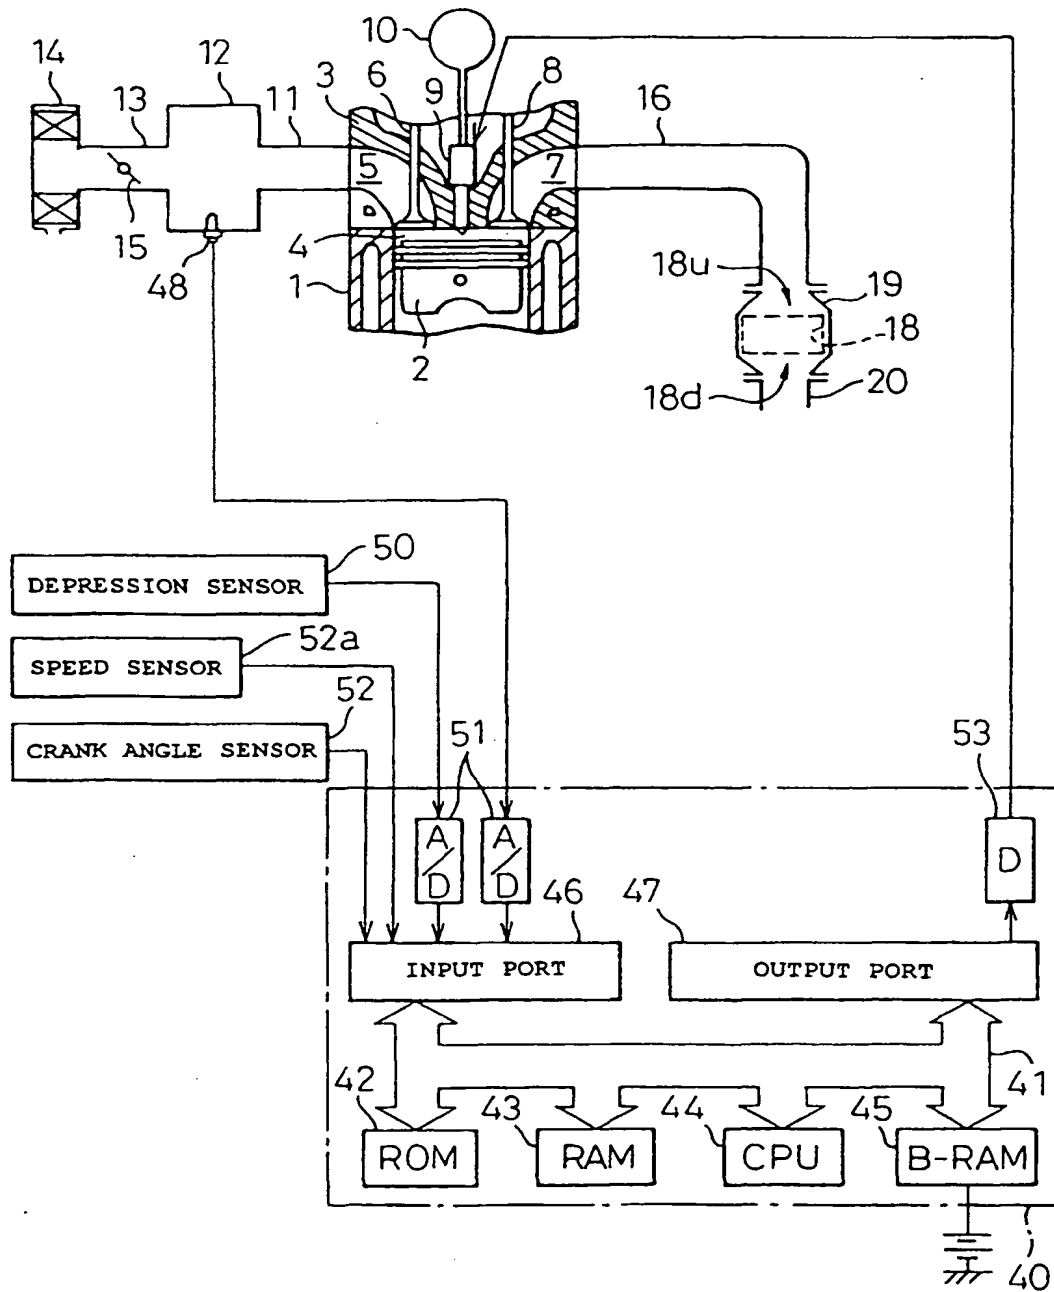 10
14
12
13
11
6
3
9
8
16
5
7
15
4
48
1
2
18u
19
18
18d
20
50
DEPRESSION SENSOR
52a
SPEED SENSOR
52
CRANK ANGLE SENSOR
51
53
A/D
A/D
D
46
47
INPUT PORT
OUTPUT PORT
41
42
43
44
45
ROM
RAM
CPU
B-RAM
40